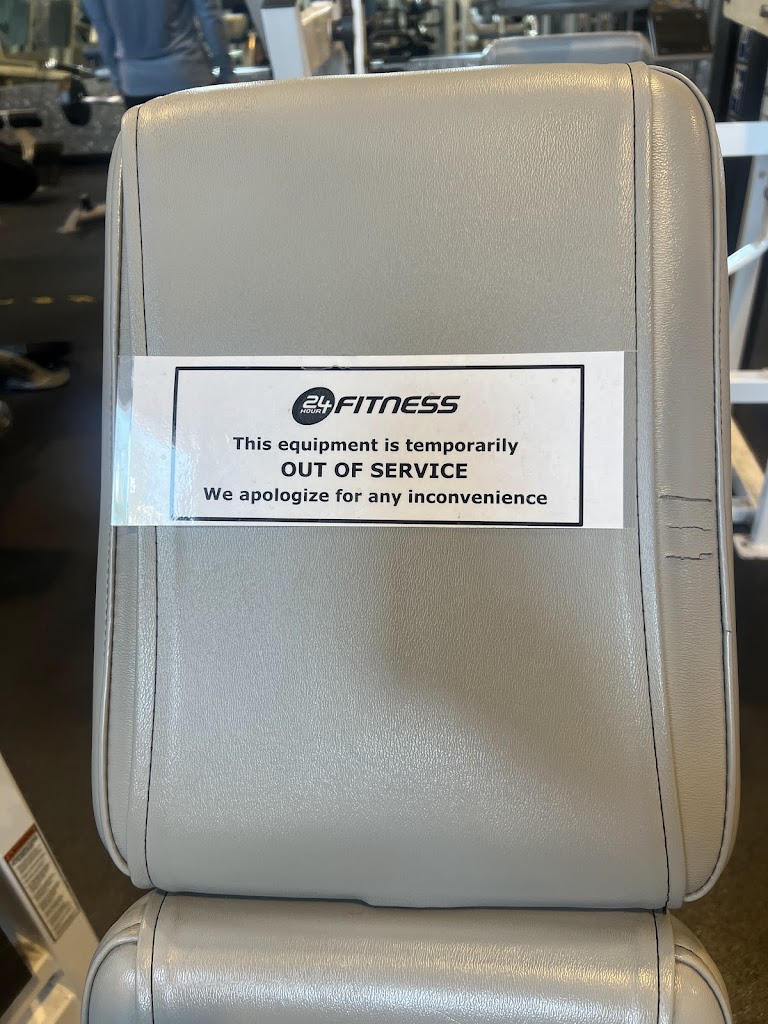 24 HOUR FITNESS
This equipment is temporarily
OUT OF SERVICE
We apologize for any inconvenience